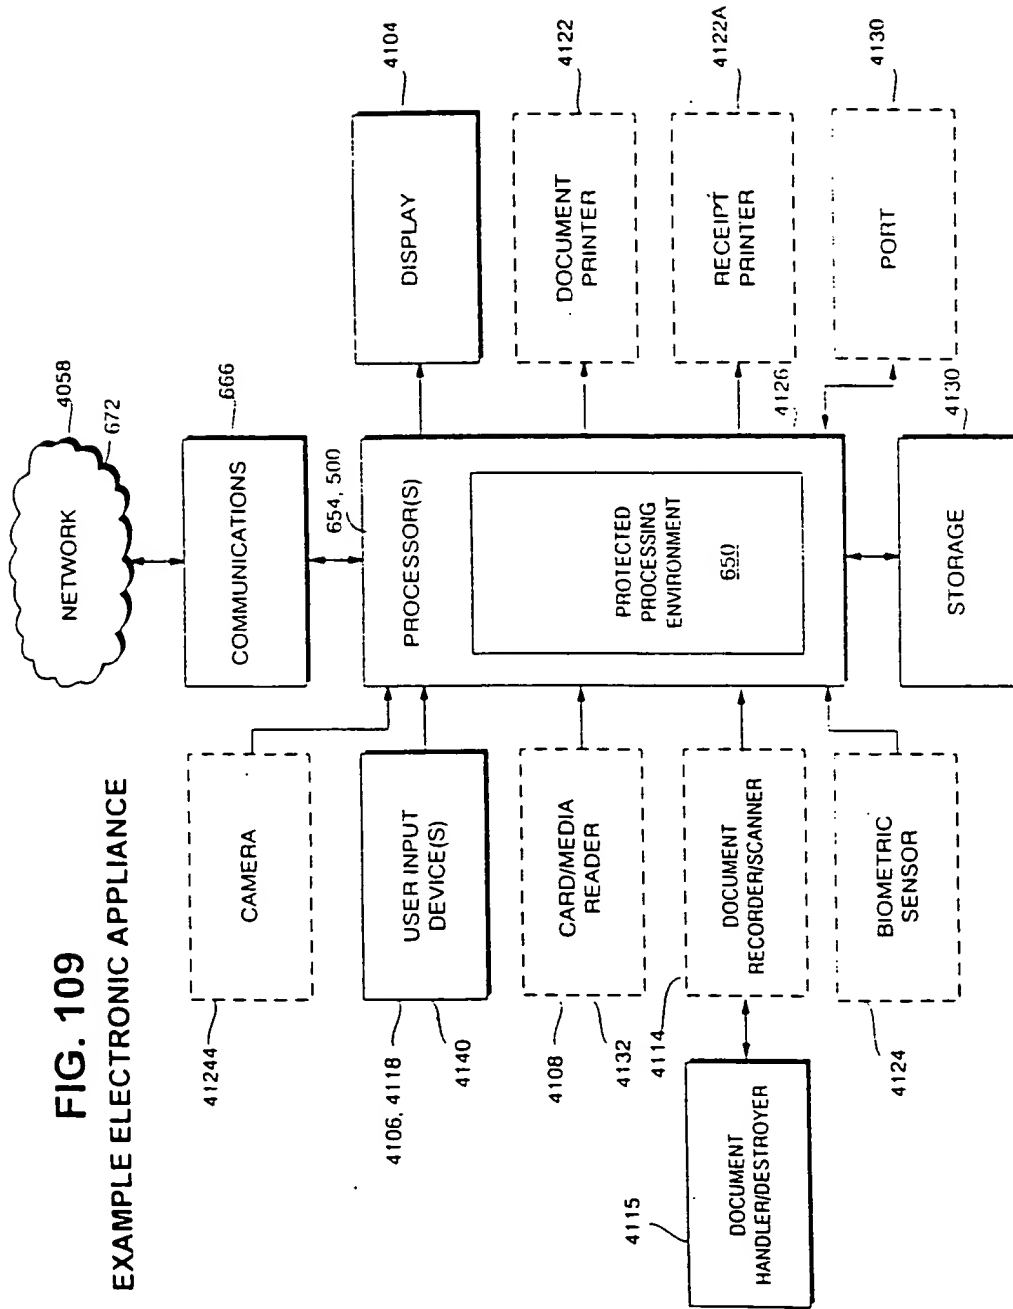 FIG. 109
EXAMPLE ELECTRONIC APPLIANCE
NETWORK
4058
672
COMMUNICATIONS
666
654, 500
PROCESSOR(S)
PROTECTED
PROCESSING
ENVIRONMENT
650
4126
CAMERA
41244
USER INPUT
DEVICE(S)
4106, 4118
4140
CARD/MEDIA
READER
4108
4132
DOCUMENT
RECORDER/SCANNER
4114
DOCUMENT
HANDLER/DESTROYER
4115
BIOMETRIC
SENSOR
4124
DISPLAY
4104
DOCUMENT
PRINTER
4122
RECEIPT
PRINTER
4122A
PORT
4130
STORAGE
4130